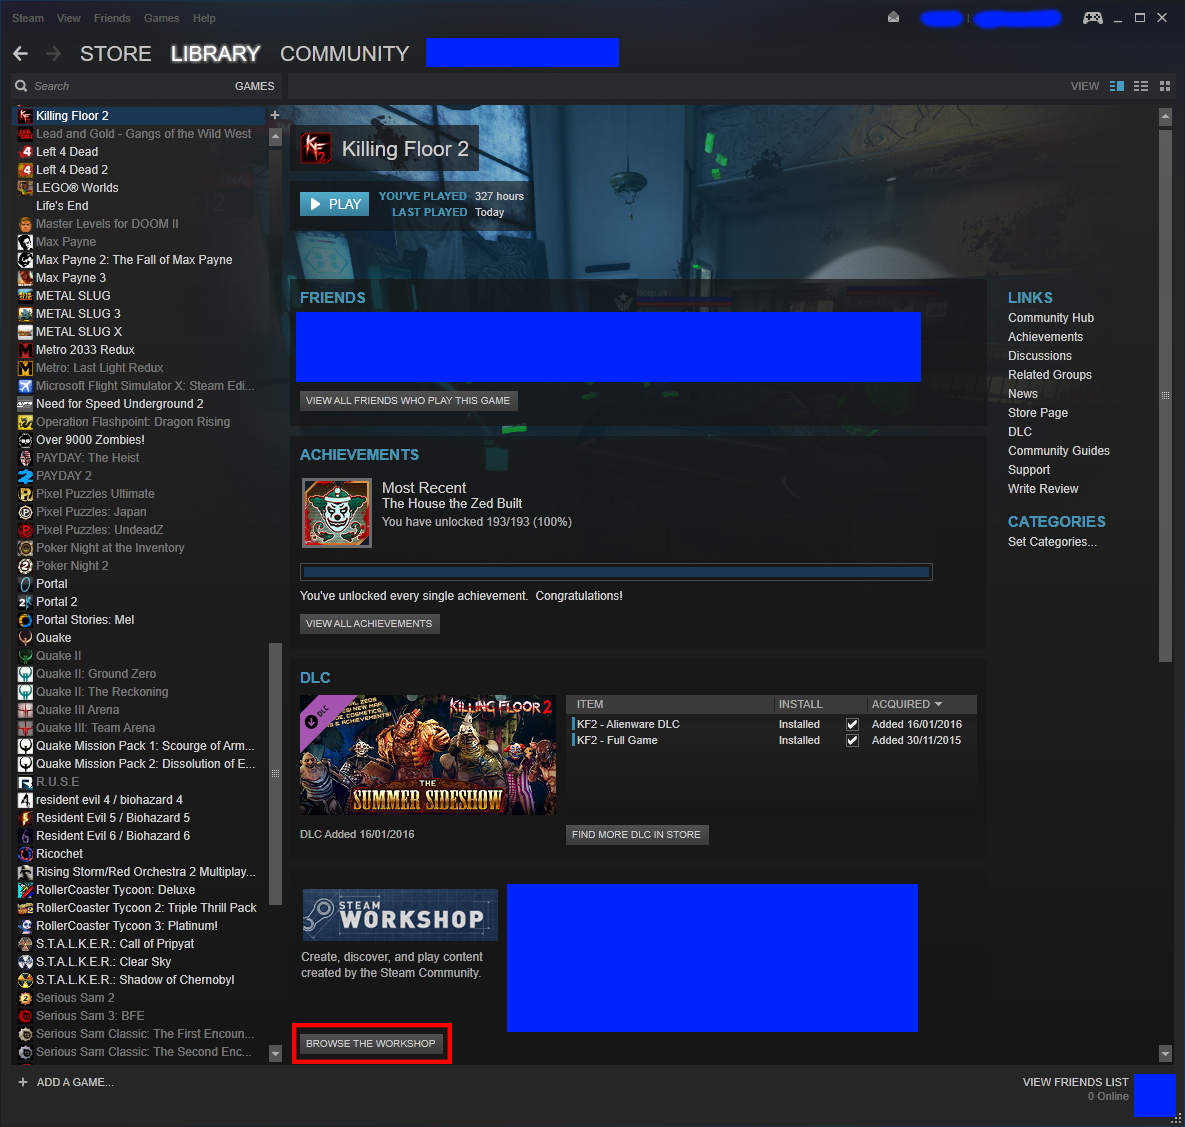 Steam View Friends Games Help
STORE LIBRARY COMMUNITY
Search GAMES
VIEW
Killing Floor 2
Lead and Gold - Gangs of the Wild West
Left 4 Dead
Left 4 Dead 2
LEGO® Worlds
Life's End
Master Levels for DOOM II
Max Payne
Max Payne 2: The Fall of Max Payne
Max Payne 3
METAL SLUG
METAL SLUG 3
METAL SLUG X
Metro 2033 Redux
Metro: Last Light Redux
Microsoft Flight Simulator X: Steam Edi...
Need for Speed Underground 2
Operation Flashpoint: Dragon Rising
Over 9000 Zombies!
PAYDAY: The Heist
PAYDAY 2
Pixel Puzzles Ultimate
Pixel Puzzles: Japan
Pixel Puzzles: UndeadZ
Poker Night at the Inventory
Poker Night 2
Portal
Portal 2
Portal Stories: Mel
Quake
Quake II
Quake II: Ground Zero
Quake II: The Reckoning
Quake III Arena
Quake III: Team Arena
Quake Mission Pack 1: Scourge of Arm...
Quake Mission Pack 2: Dissolution of E...
R.U.S.E
resident evil 4 / biohazard 4
Resident Evil 5 / Biohazard 5
Resident Evil 6 / Biohazard 6
Ricochet
Rising Storm/Red Orchestra 2 Multiplay...
RollerCoaster Tycoon: Deluxe
RollerCoaster Tycoon 2: Triple Thrill Pack
RollerCoaster Tycoon 3: Platinum!
S.T.A.L.K.E.R.: Call of Pripyat
S.T.A.L.K.E.R.: Clear Sky
S.T.A.L.K.E.R.: Shadow of Chernobyl
Serious Sam 2
Serious Sam 3: BFE
Serious Sam Classic: The First Encoun...
Serious Sam Classic: The Second Enc...
+ ADD A GAME...
KF2
Killing Floor 2
PLAY
YOU'VE PLAYED 327 hours
LAST PLAYED Today
FRIENDS
VIEW ALL FRIENDS WHO PLAY THIS GAME
ACHIEVEMENTS
Most Recent
The House the Zed Built
You have unlocked 193/193 (100%)
You've unlocked every single achievement. Congratulations!
VIEW ALL ACHIEVEMENTS
DLC
DLC
KILLING FLOOR 2
THE
SUMMER SIDESHOW
DLC Added 16/01/2016
ITEM INSTALL ACQUIRED
KF2 - Alienware DLC Installed Added 16/01/2016
KF2 - Full Game Installed Added 30/11/2015
FIND MORE DLC IN STORE
STEAM
WORKSHOP
Create, discover, and play content
created by the Steam Community.
BROWSE THE WORKSHOP
LINKS
Community Hub
Achievements
Discussions
Related Groups
News
Store Page
DLC
Community Guides
Support
Write Review
CATEGORIES
Set Categories...
VIEW FRIENDS LIST
0 Online